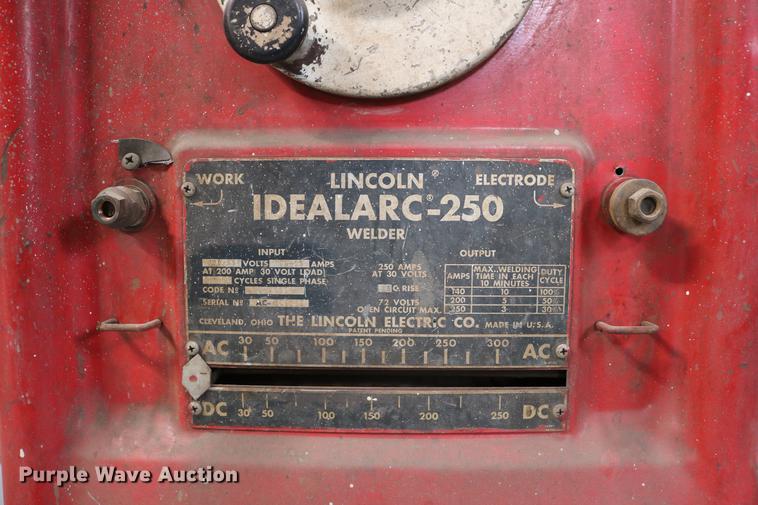 WORK LINCOLN® ELECTRODE
IDEALARC®-250
WELDER
INPUT
VOLTS AMPS
AT 200 AMP. 30 VOLT LOAD
CYCLES SINGLE PHASE
CODE NO
SERIAL NO AC-
OUTPUT
250 AMPS
AT 30 VOLTS
O. RISE
72 VOLTS
OPEN CIRCUIT MAX.
AMPS MAX. WELDING TIME IN EACH 10 MINUTES DUTY CYCLE
140 10 100%
200 5 50%
250 3 30%
CLEVELAND, OHIO THE LINCOLN ELECTRIC CO. MADE IN U.S.A.
PATENT PENDING
AC 30 50 100 150 200 250 300 AC
DC 30 50 100 150 200 250 DC
Purple Wave Auction